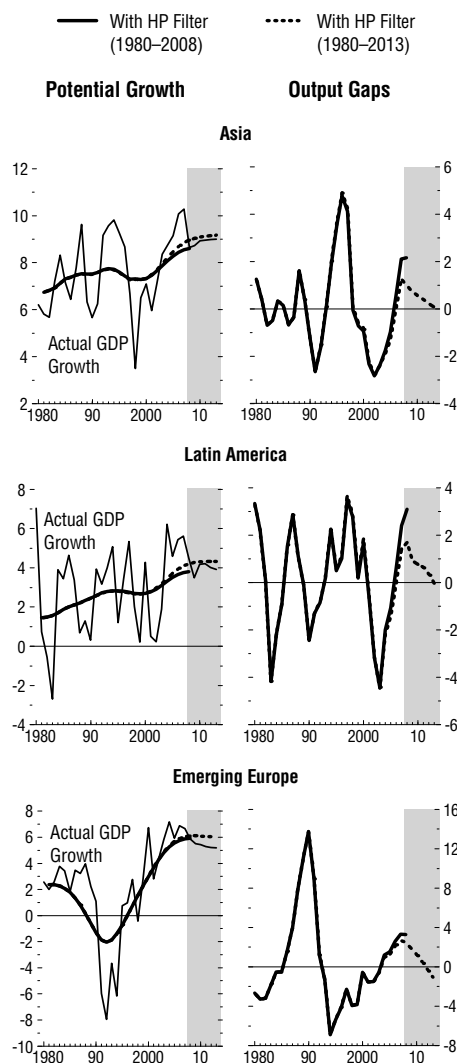 With HP Filter
(1980–2008)
With HP Filter
(1980–2013)
Potential Growth
Output Gaps
Asia
12
10
8
6
4
2
Actual GDP
Growth
1980 90 2000 10
6
4
2
0
-2
-4
1980 90 2000 10
Latin America
8
6
4
2
0
-2
-4
Actual GDP
Growth
1980 90 2000 10
4
2
0
-2
-4
-6
1980 90 2000 10
Emerging Europe
8
6
4
2
0
-2
-4
-6
-8
-10
Actual GDP
Growth
1980 90 2000 10
16
12
8
4
0
-4
-8
1980 90 2000 10